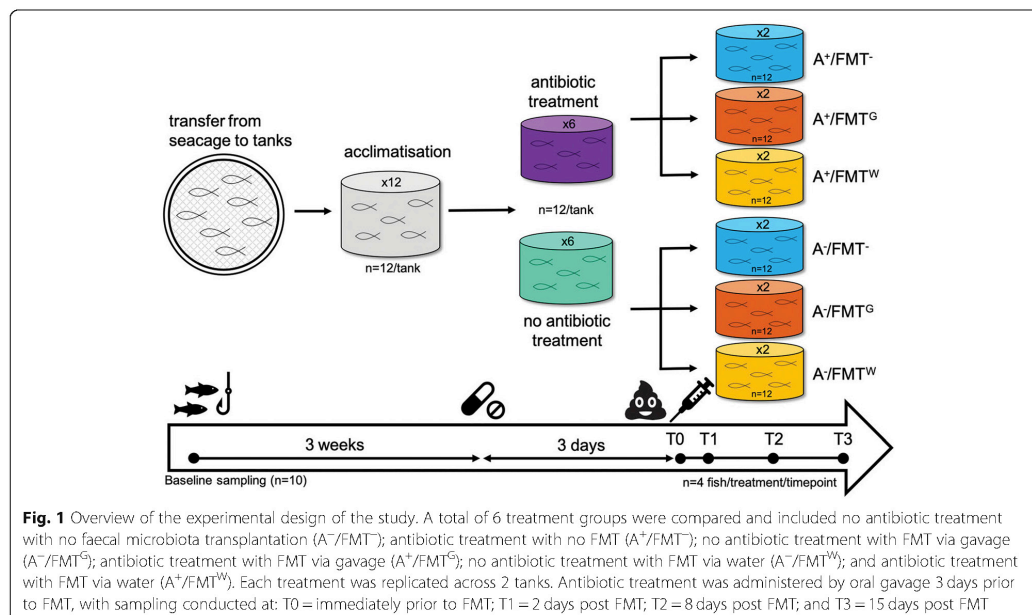 transfer from
seacage to tanks
acclimatisation
x12
n=12/tank
antibiotic
treatment
x6
n=12/tank
x6
no antibiotic
treatment
x2
n=12
A⁺/FMT⁻
x2
n=12
A⁺/FMTᴳ
x2
n=12
A⁺/FMTᵂ
x2
n=12
A⁻/FMT⁻
x2
n=12
A⁻/FMTᴳ
x2
n=12
A⁻/FMTᵂ
3 weeks
3 days
T0
T1
T2
T3
Baseline sampling (n=10)
n=4 fish/treatment/timepoint
Fig. 1 Overview of the experimental design of the study. A total of 6 treatment groups were compared and included no antibiotic treatment
with no faecal microbiota transplantation (A⁻/FMT⁻); antibiotic treatment with no FMT (A⁺/FMT⁻); no antibiotic treatment with FMT via gavage
(A⁻/FMTᴳ); antibiotic treatment with FMT via gavage (A⁺/FMTᴳ); no antibiotic treatment with FMT via water (A⁻/FMTᵂ); and antibiotic treatment
with FMT via water (A⁺/FMTᵂ). Each treatment was replicated across 2 tanks. Antibiotic treatment was administered by oral gavage 3 days prior
to FMT, with sampling conducted at: T0 = immediately prior to FMT; T1 = 2 days post FMT; T2 = 8 days post FMT; and T3 = 15 days post FMT